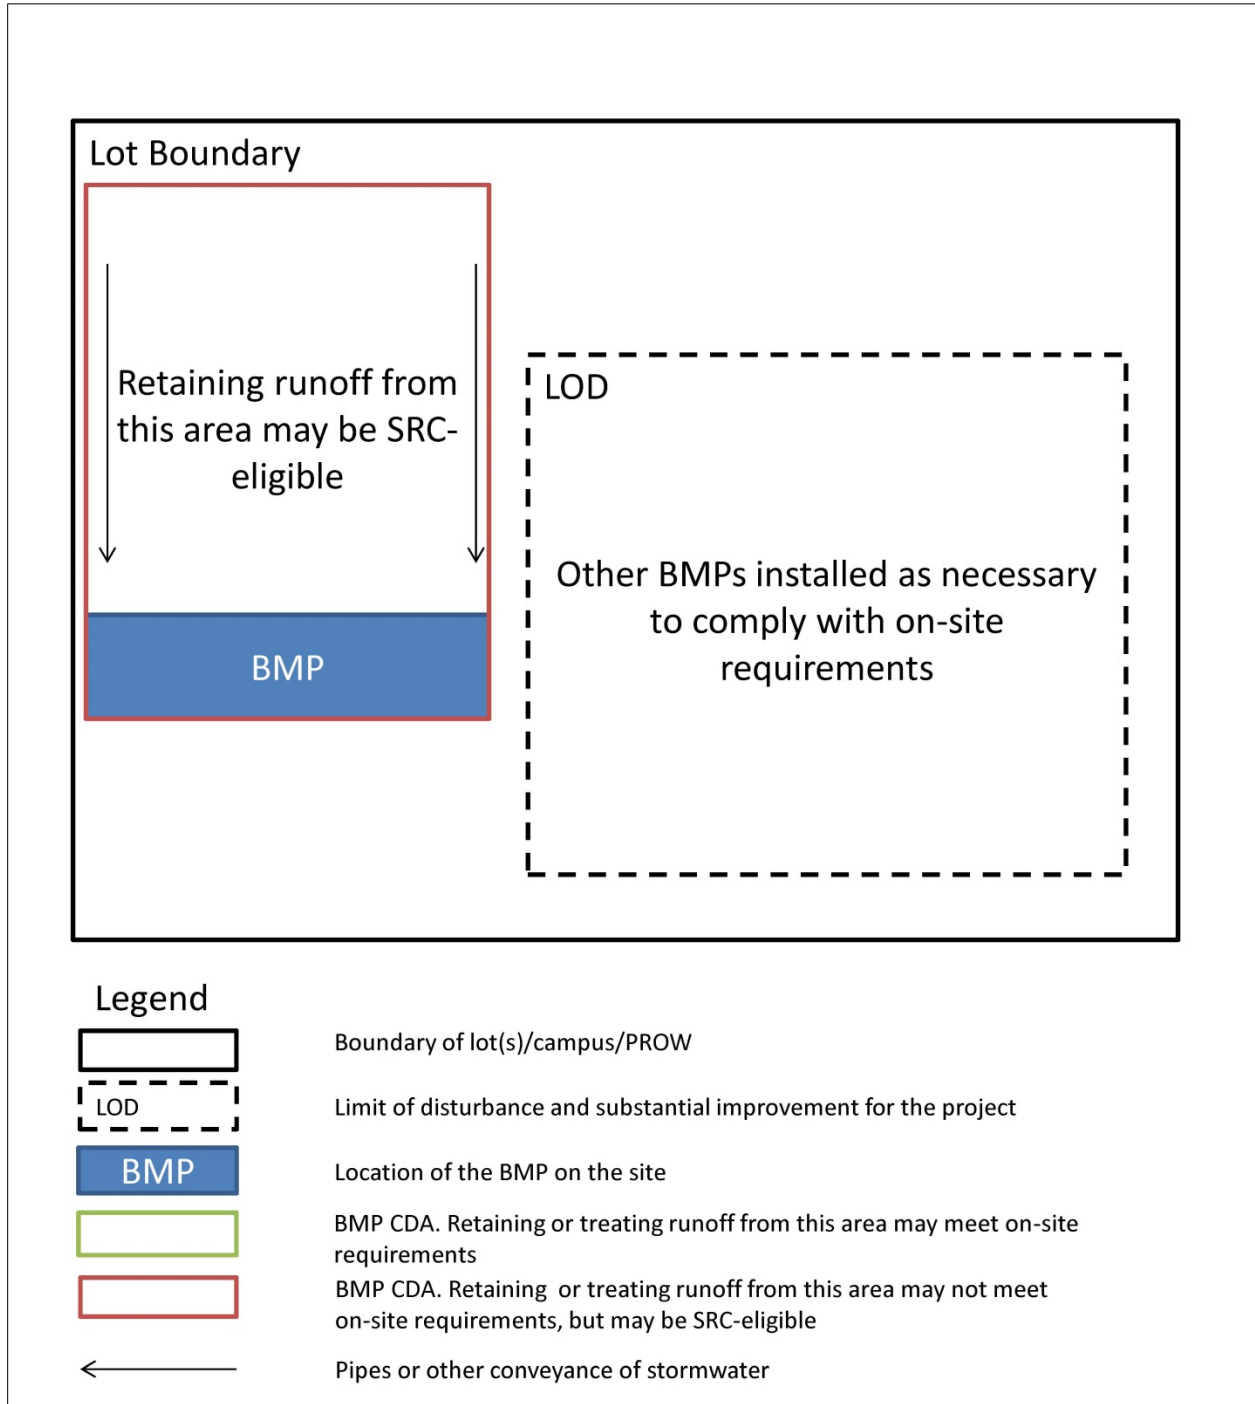 Lot Boundary
Retaining runoff from
this area may be SRC-
eligible
BMP
LOD
Other BMPs installed as necessary
to comply with on-site
requirements
Legend
Boundary of lot(s)/campus/PROW
LOD
Limit of disturbance and substantial improvement for the project
BMP
Location of the BMP on the site
BMP CDA. Retaining or treating runoff from this area may meet on-site
requirements
BMP CDA. Retaining  or treating runoff from this area may not meet
on-site requirements, but may be SRC-eligible
Pipes or other conveyance of stormwater